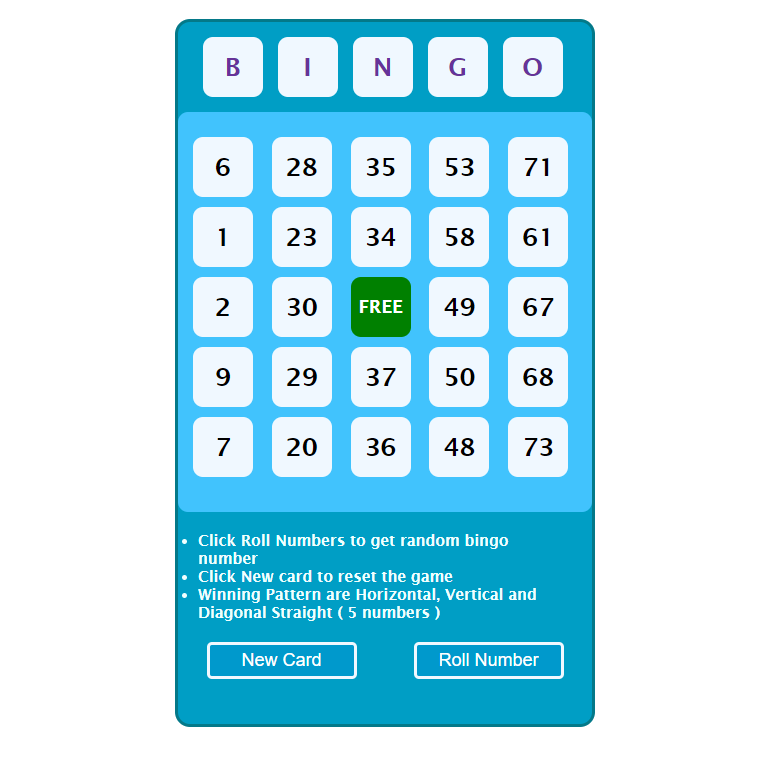 B I N G O
6 28 35 53 71
1 23 34 58 61
2 30 FREE 49 67
9 29 37 50 68
7 20 36 48 73
Click Roll Numbers to get random bingo
number
Click New card to reset the game
Winning Pattern are Horizontal, Vertical and
Diagonal Straight ( 5 numbers )
New Card Roll Number